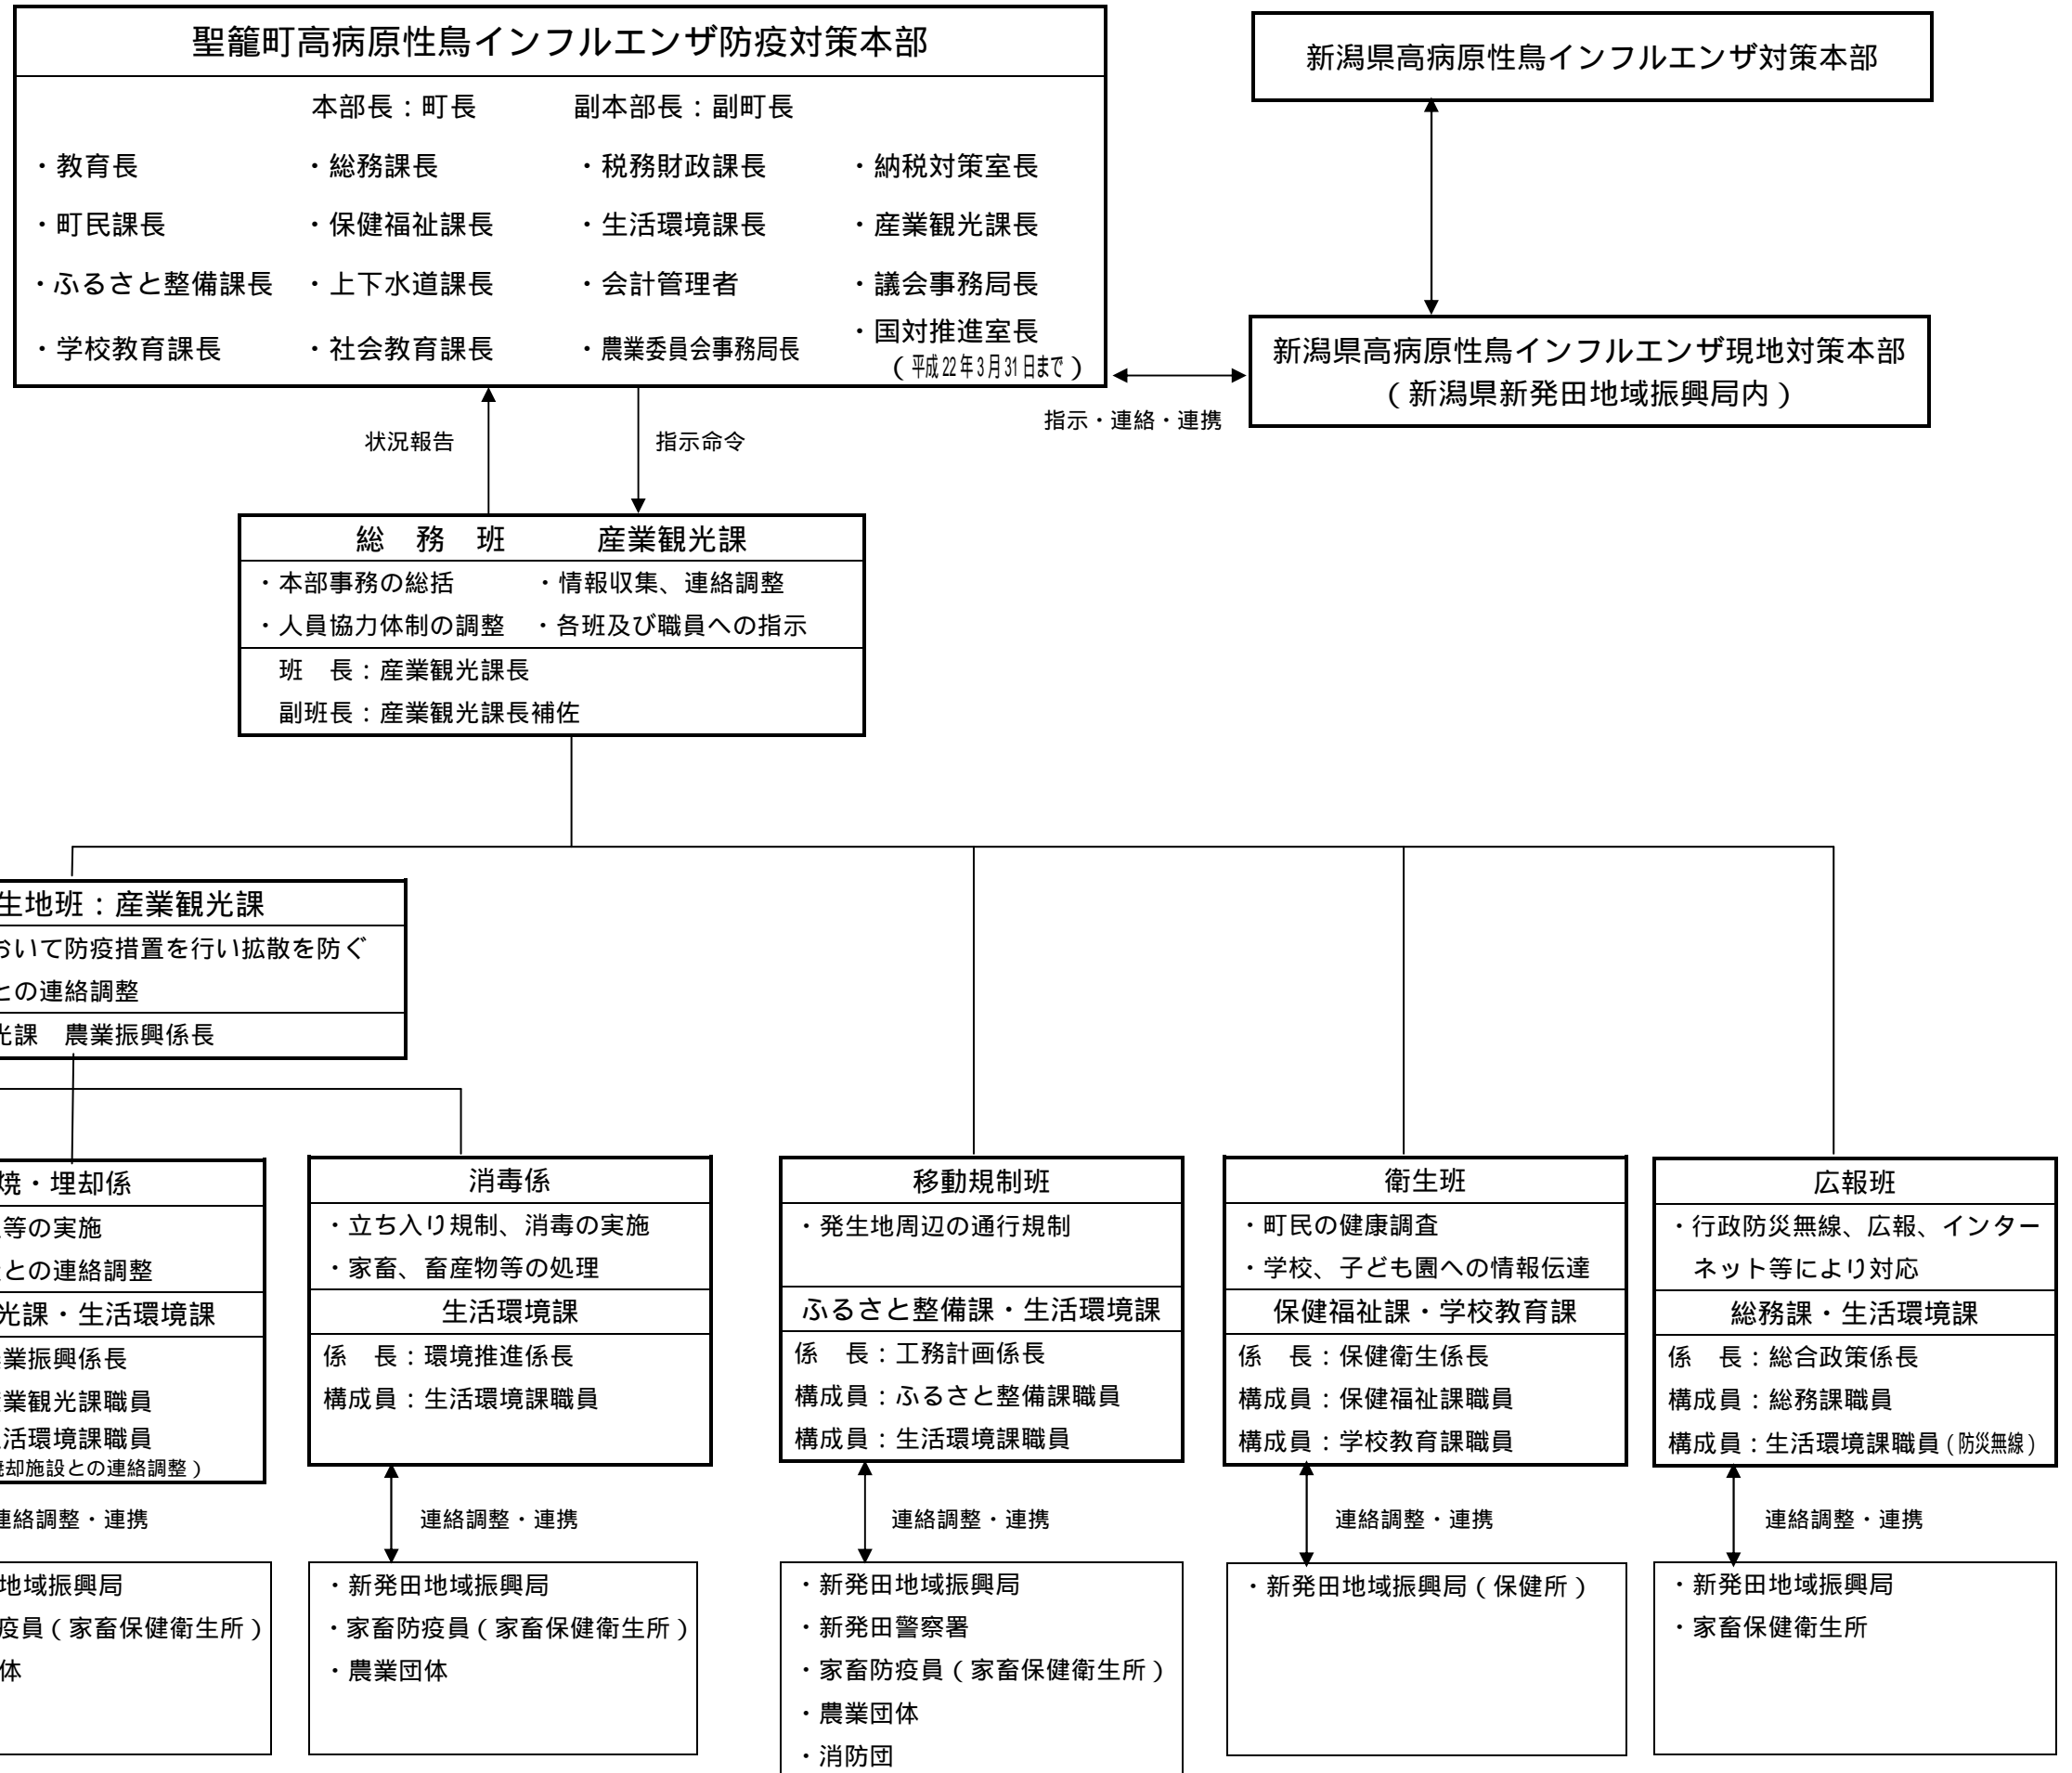 聖籠町高病原性鳥インフルエンザ防疫対策本部
本部長：町長　副本部長：副町長
・教育長　・総務課長　・税務財政課長　・納税対策室長
・町民課長　・保健福祉課長　・生活環境課長　・産業観光課長
・ふるさと整備課長　・上下水道課長　・会計管理者　・議会事務局長
・学校教育課長　・社会教育課長　・農業委員会事務局長　・国対推進室長
（平成22年3月31日まで）
新潟県高病原性鳥インフルエンザ対策本部
新潟県高病原性鳥インフルエンザ現地対策本部
（新潟県新発田地域振興局内）
指示・連絡・連携
状況報告
指示命令
総　務　班　　産業観光課
・本部事務の総括　・情報収集、連絡調整
・人員協力体制の調整　・各班及び職員への指示
班　長：産業観光課長
副班長：産業観光課長補佐
生地班：産業観光課
おいて防疫措置を行い拡散を防ぐ
との連絡調整
光課　農業振興係長
焼・埋却係
等の実施
との連絡調整
光課・生活環境課
業振興係長
業観光課職員
活環境課職員
却施設との連絡調整）
連絡調整・連携
地域振興局
疫員（家畜保健衛生所）
体
消毒係
・立ち入り規制、消毒の実施
・家畜、畜産物等の処理
生活環境課
係　長：環境推進係長
構成員：生活環境課職員
連絡調整・連携
・新発田地域振興局
・家畜防疫員（家畜保健衛生所）
・農業団体
移動規制班
・発生地周辺の通行規制
ふるさと整備課・生活環境課
係　長：工務計画係長
構成員：ふるさと整備課職員
構成員：生活環境課職員
連絡調整・連携
・新発田地域振興局
・新発田警察署
・家畜防疫員（家畜保健衛生所）
・農業団体
・消防団
衛生班
・町民の健康調査
・学校、子ども園への情報伝達
保健福祉課・学校教育課
係　長：保健衛生係長
構成員：保健福祉課職員
構成員：学校教育課職員
連絡調整・連携
・新発田地域振興局（保健所）
広報班
・行政防災無線、広報、インター
ネット等により対応
総務課・生活環境課
係　長：総合政策係長
構成員：総務課職員
構成員：生活環境課職員（防災無線）
連絡調整・連携
・新発田地域振興局
・家畜保健衛生所